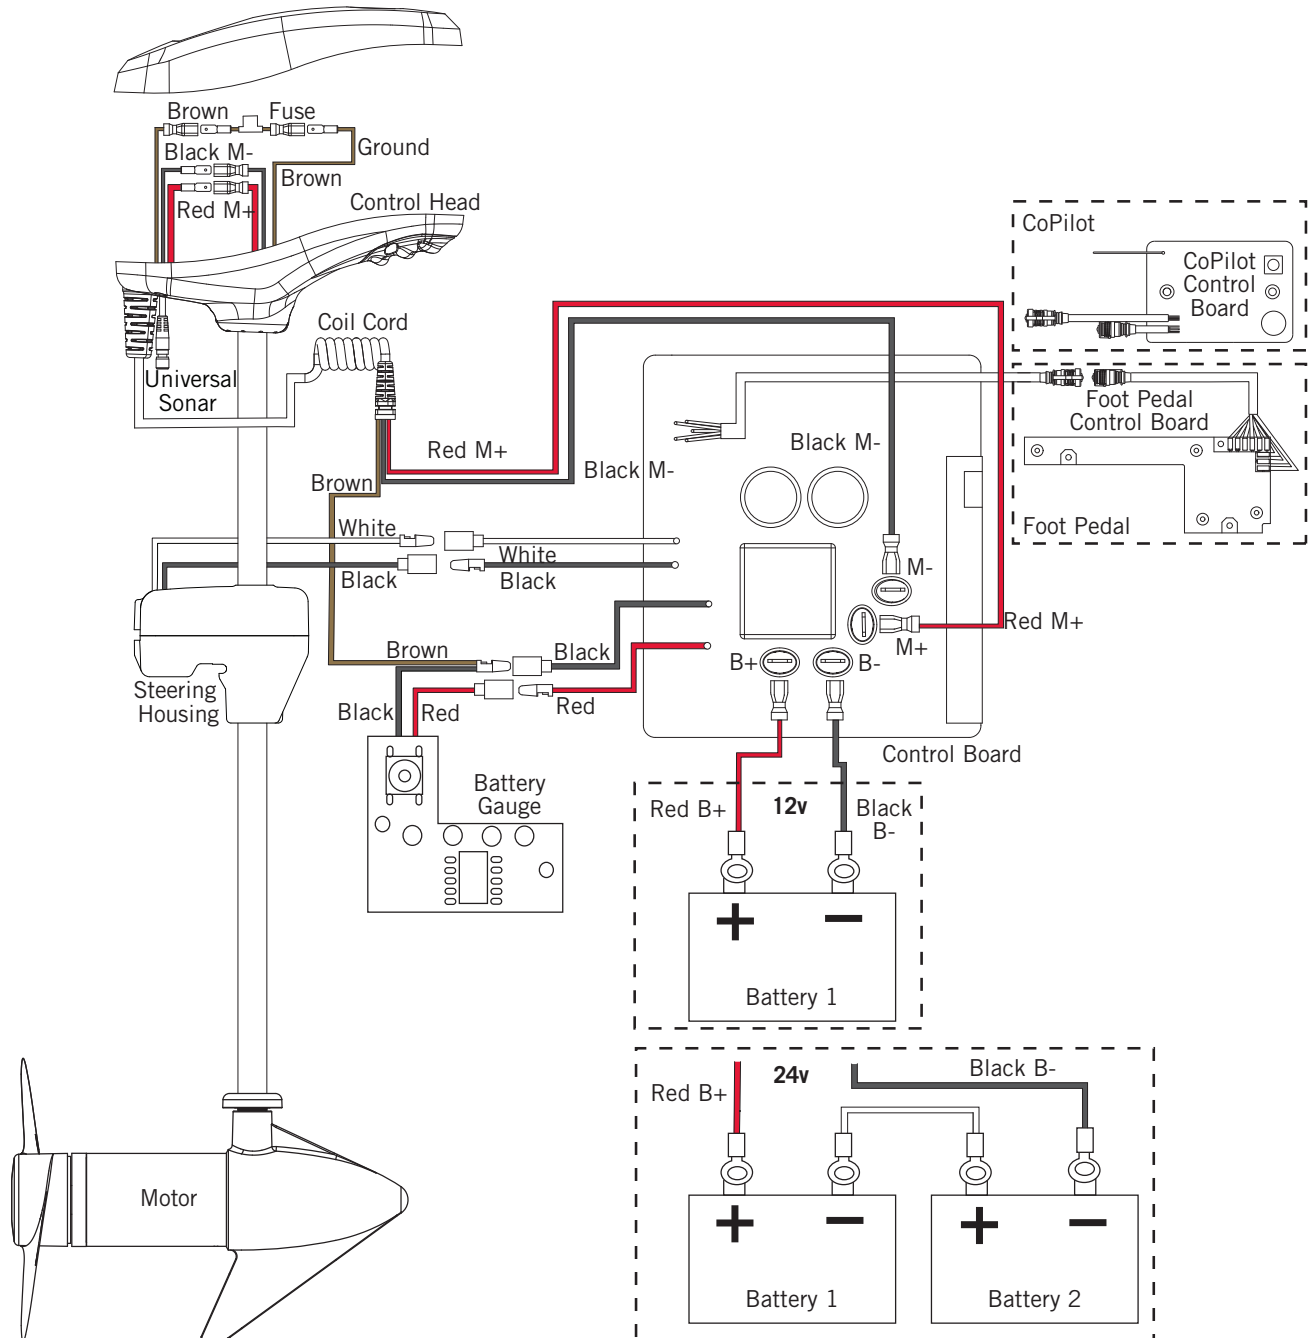 Brown
Fuse
Ground
Black M-
Brown
Red M+
Control Head
CoPilot
CoPilot
Control
Board
Coil Cord
Universal
Sonar
Foot Pedal
Control Board
Foot Pedal
Red M+
Black M-
Black M-
Brown
White
White
Black
Black
M-
M+
Red M+
B+
B-
Brown
Black
Steering
Housing
Black
Red
Red
Control Board
Battery
Gauge
Red B+
12v
Black
B-
Battery 1
24v
Black B-
Red B+
Motor
Battery 1
Battery 2